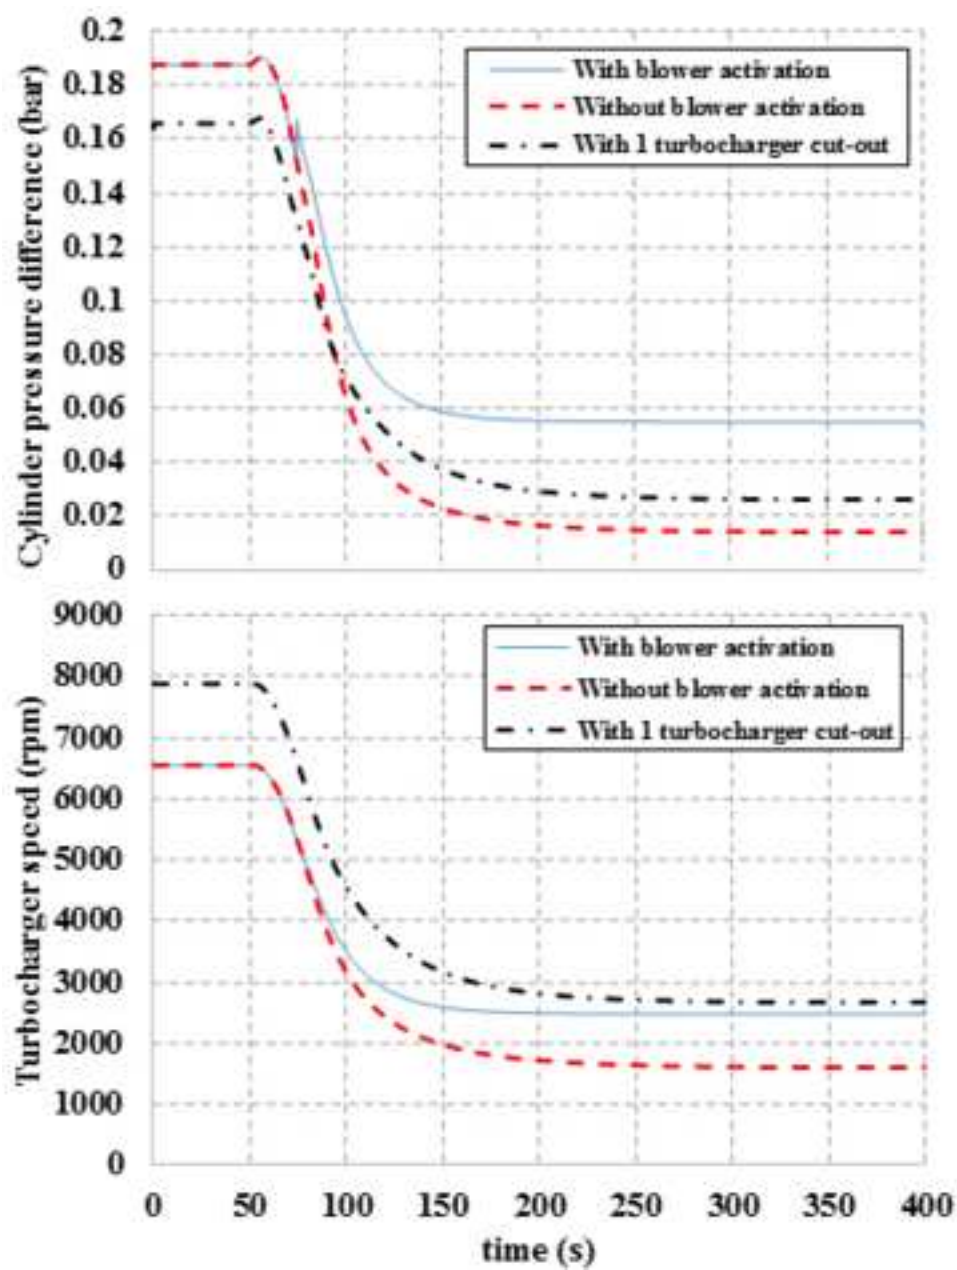 Cylinder pressure difference (bar)
0.2
0.18
0.16
0.14
0.12
0.1
0.08
0.06
0.04
0.02
0
With blower activation
Without blower activation
With 1 turbocharger cut-out
Turbocharger speed (rpm)
9000
8000
7000
6000
5000
4000
3000
2000
1000
0
With blower activation
Without blower activation
With 1 turbocharger cut-out
0 50 100 150 200 250 300 350 400
time (s)